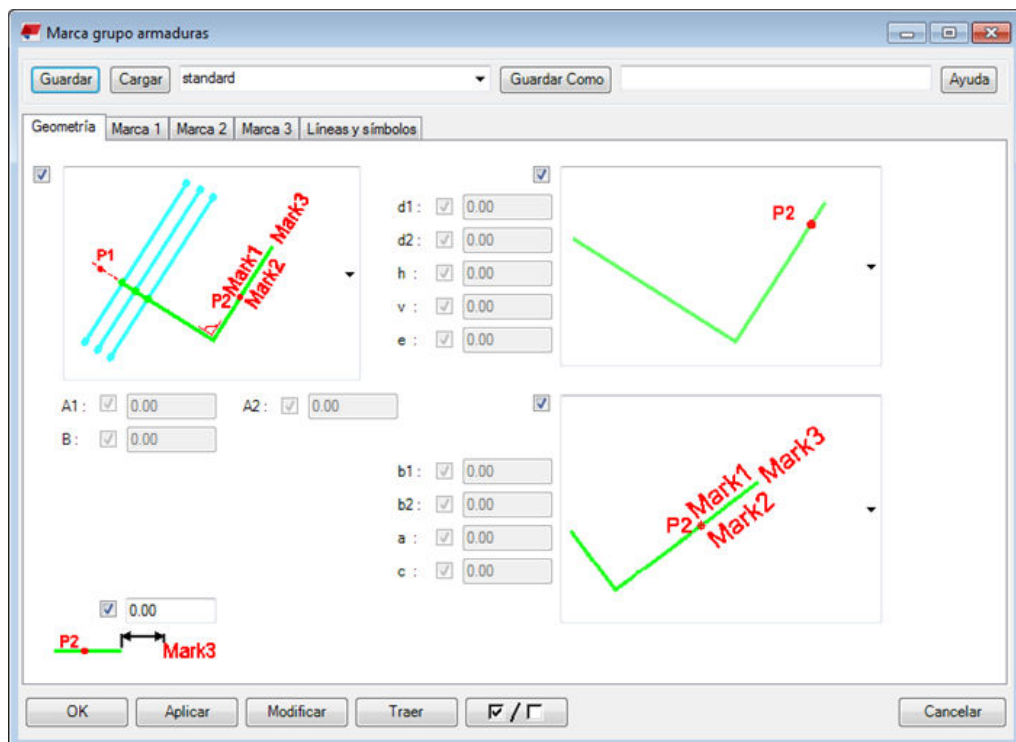 Marca grupo armaduras
Guardar Cargar standard Guardar Como Ayuda
Geometría Marca 1 Marca 2 Marca 3 Líneas y símbolos
P1 P2 Mark1 Mark2 Mark3
d1 : 0.00
d2 : 0.00
h : 0.00
v : 0.00
e : 0.00
P2
A1 : 0.00 A2 : 0.00
B : 0.00
b1 : 0.00
b2 : 0.00
a : 0.00
c : 0.00
P2 Mark1 Mark2 Mark3
0.00
P2 Mark3
OK Aplicar Modificar Traer / Cancelar